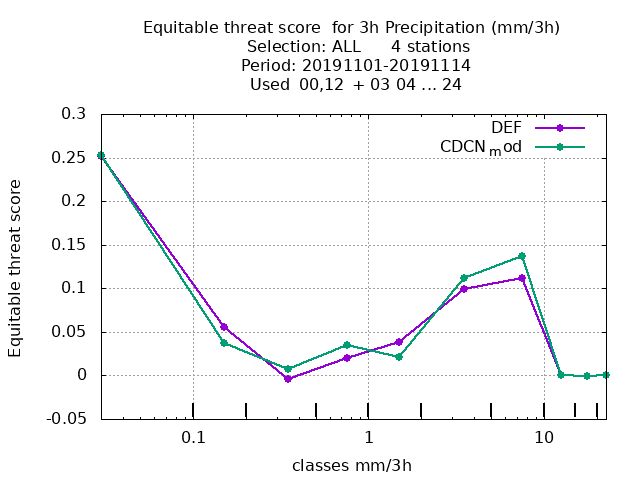 Equitable threat score  for 3h Precipitation (mm/3h)
Selection: ALL      4 stations
Period: 20191101-20191114
Used  00,12  + 03 04 ... 24
0.3
0.25
0.2
0.15
0.1
0.05
0
-0.05
Equitable threat score
DEF
CDCNmod
0.1 1 10
classes mm/3h